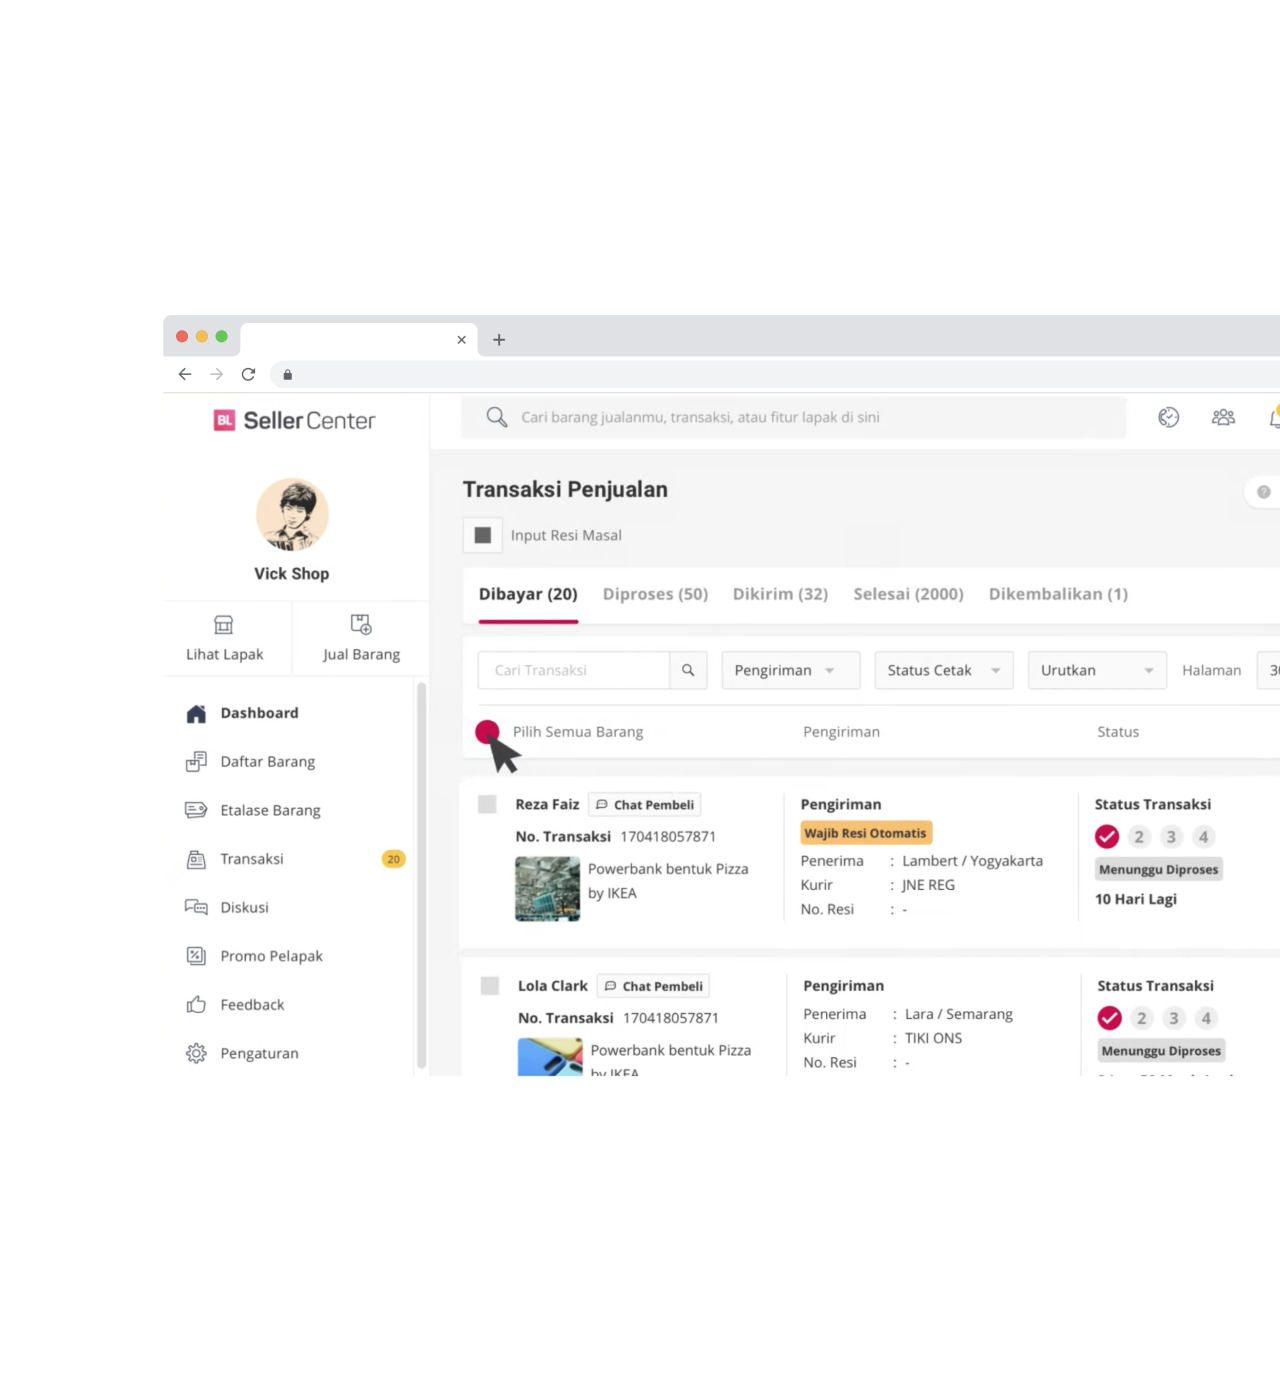 BL SellerCenter
Cari barang jualanmu, transaksi, atau fitur lapak di sini
Vick Shop
Lihat Lapak
Jual Barang
Dashboard
Daftar Barang
Etalase Barang
Transaksi 20
Diskusi
Promo Pelapak
Feedback
Pengaturan
Transaksi Penjualan
?
Input Resi Masal
Dibayar (20) Diproses (50) Dikirim (32) Selesai (2000) Dikembalikan (1)
Cari Transaksi Pengiriman Status Cetak Urutkan Halaman
Pilih Semua Barang Pengiriman Status
Reza Faiz Chat Pembeli
No. Transaksi 170418057871
Powerbank bentuk Pizza
by IKEA
Pengiriman
Wajib Resi Otomatis
Penerima : Lambert / Yogyakarta
Kurir : JNE REG
No. Resi : -
Status Transaksi
2 3 4
Menunggu Diproses
10 Hari Lagi
Lola Clark Chat Pembeli
No. Transaksi 170418057871
Powerbank bentuk Pizza
by IKEA
Pengiriman
Penerima : Lara / Semarang
Kurir : TIKI ONS
No. Resi : -
Status Transaksi
2 3 4
Menunggu Diproses